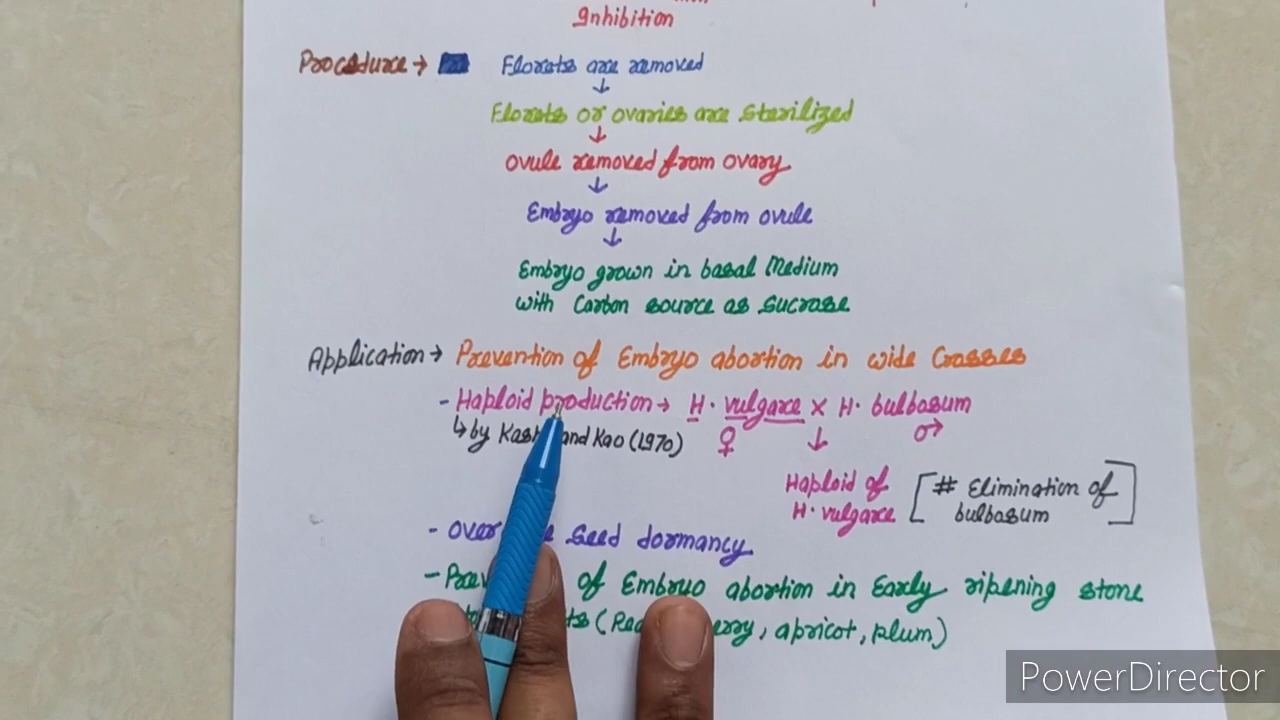 Inhibition
Procedure → Florets are removed
↓
Florets or ovaries are sterilized
↓
Ovule removed from ovary
↓
Embryo removed from ovule
↓
Embryo grown in basal Medium
with Carbon source as sucrase
Application → Prevention of Embryo abortion in wide Crosses
- Haploid production → H. vulgare × H. bulbosum
↳ by and Kao (1970) ♀ ↓ ♂
Haploid of [# Elimination of
H. vulgare bulbosum]
- seed dormancy
- of Embryo abortion in Early ripening stone
apricot, plum)
PowerDirector